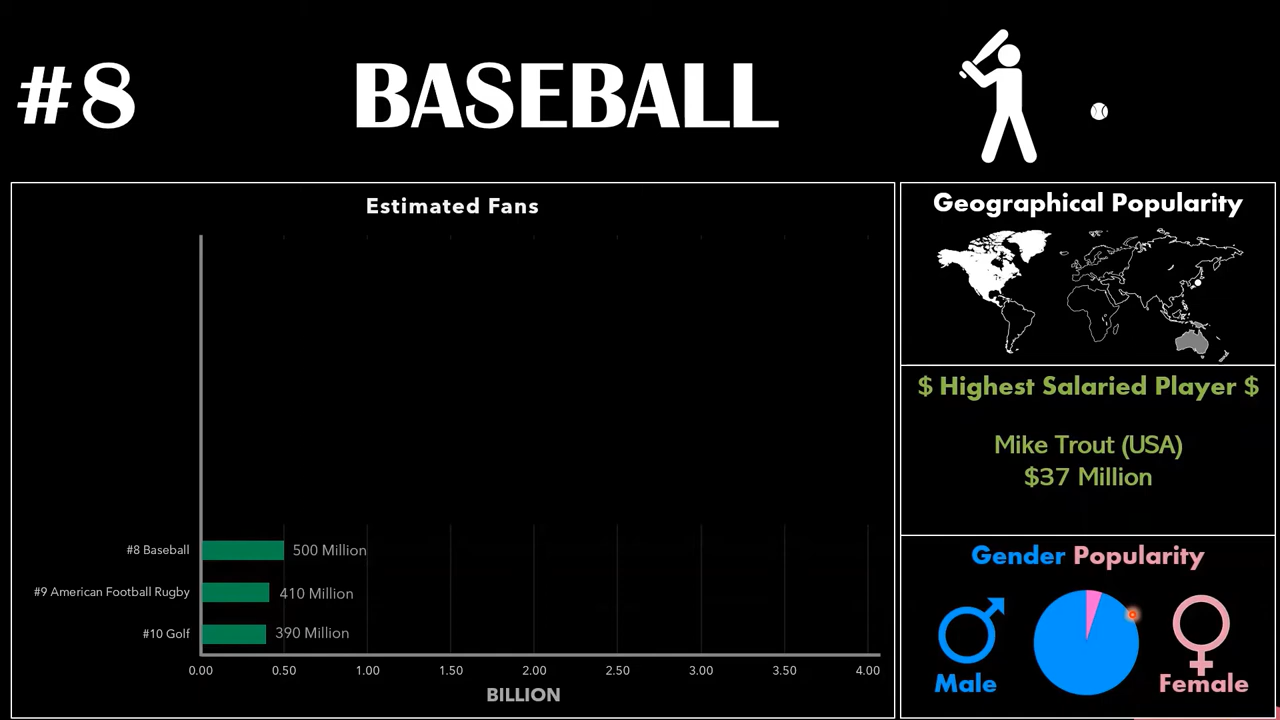 #8 BASEBALL
Estimated Fans
#8 Baseball 500 Million
#9 American Football Rugby 410 Million
#10 Golf 390 Million
0.00 0.50 1.00 1.50 2.00 2.50 3.00 3.50 4.00
BILLION
Geographical Popularity
$ Highest Salaried Player $
Mike Trout (USA)
$37 Million
Gender Popularity
Male Female